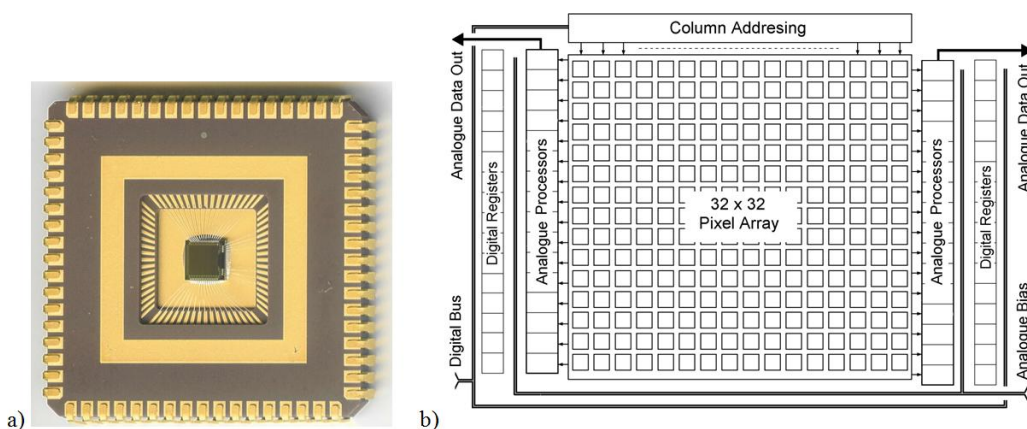 a)
b)
Column Addresing
Analogue Data Out
Digital Bus
Digital Registers
Analogue Processors
32 x 32
Pixel Array
Analogue Processors
Digital Registers
Analogue Data Out
Analogue Bias